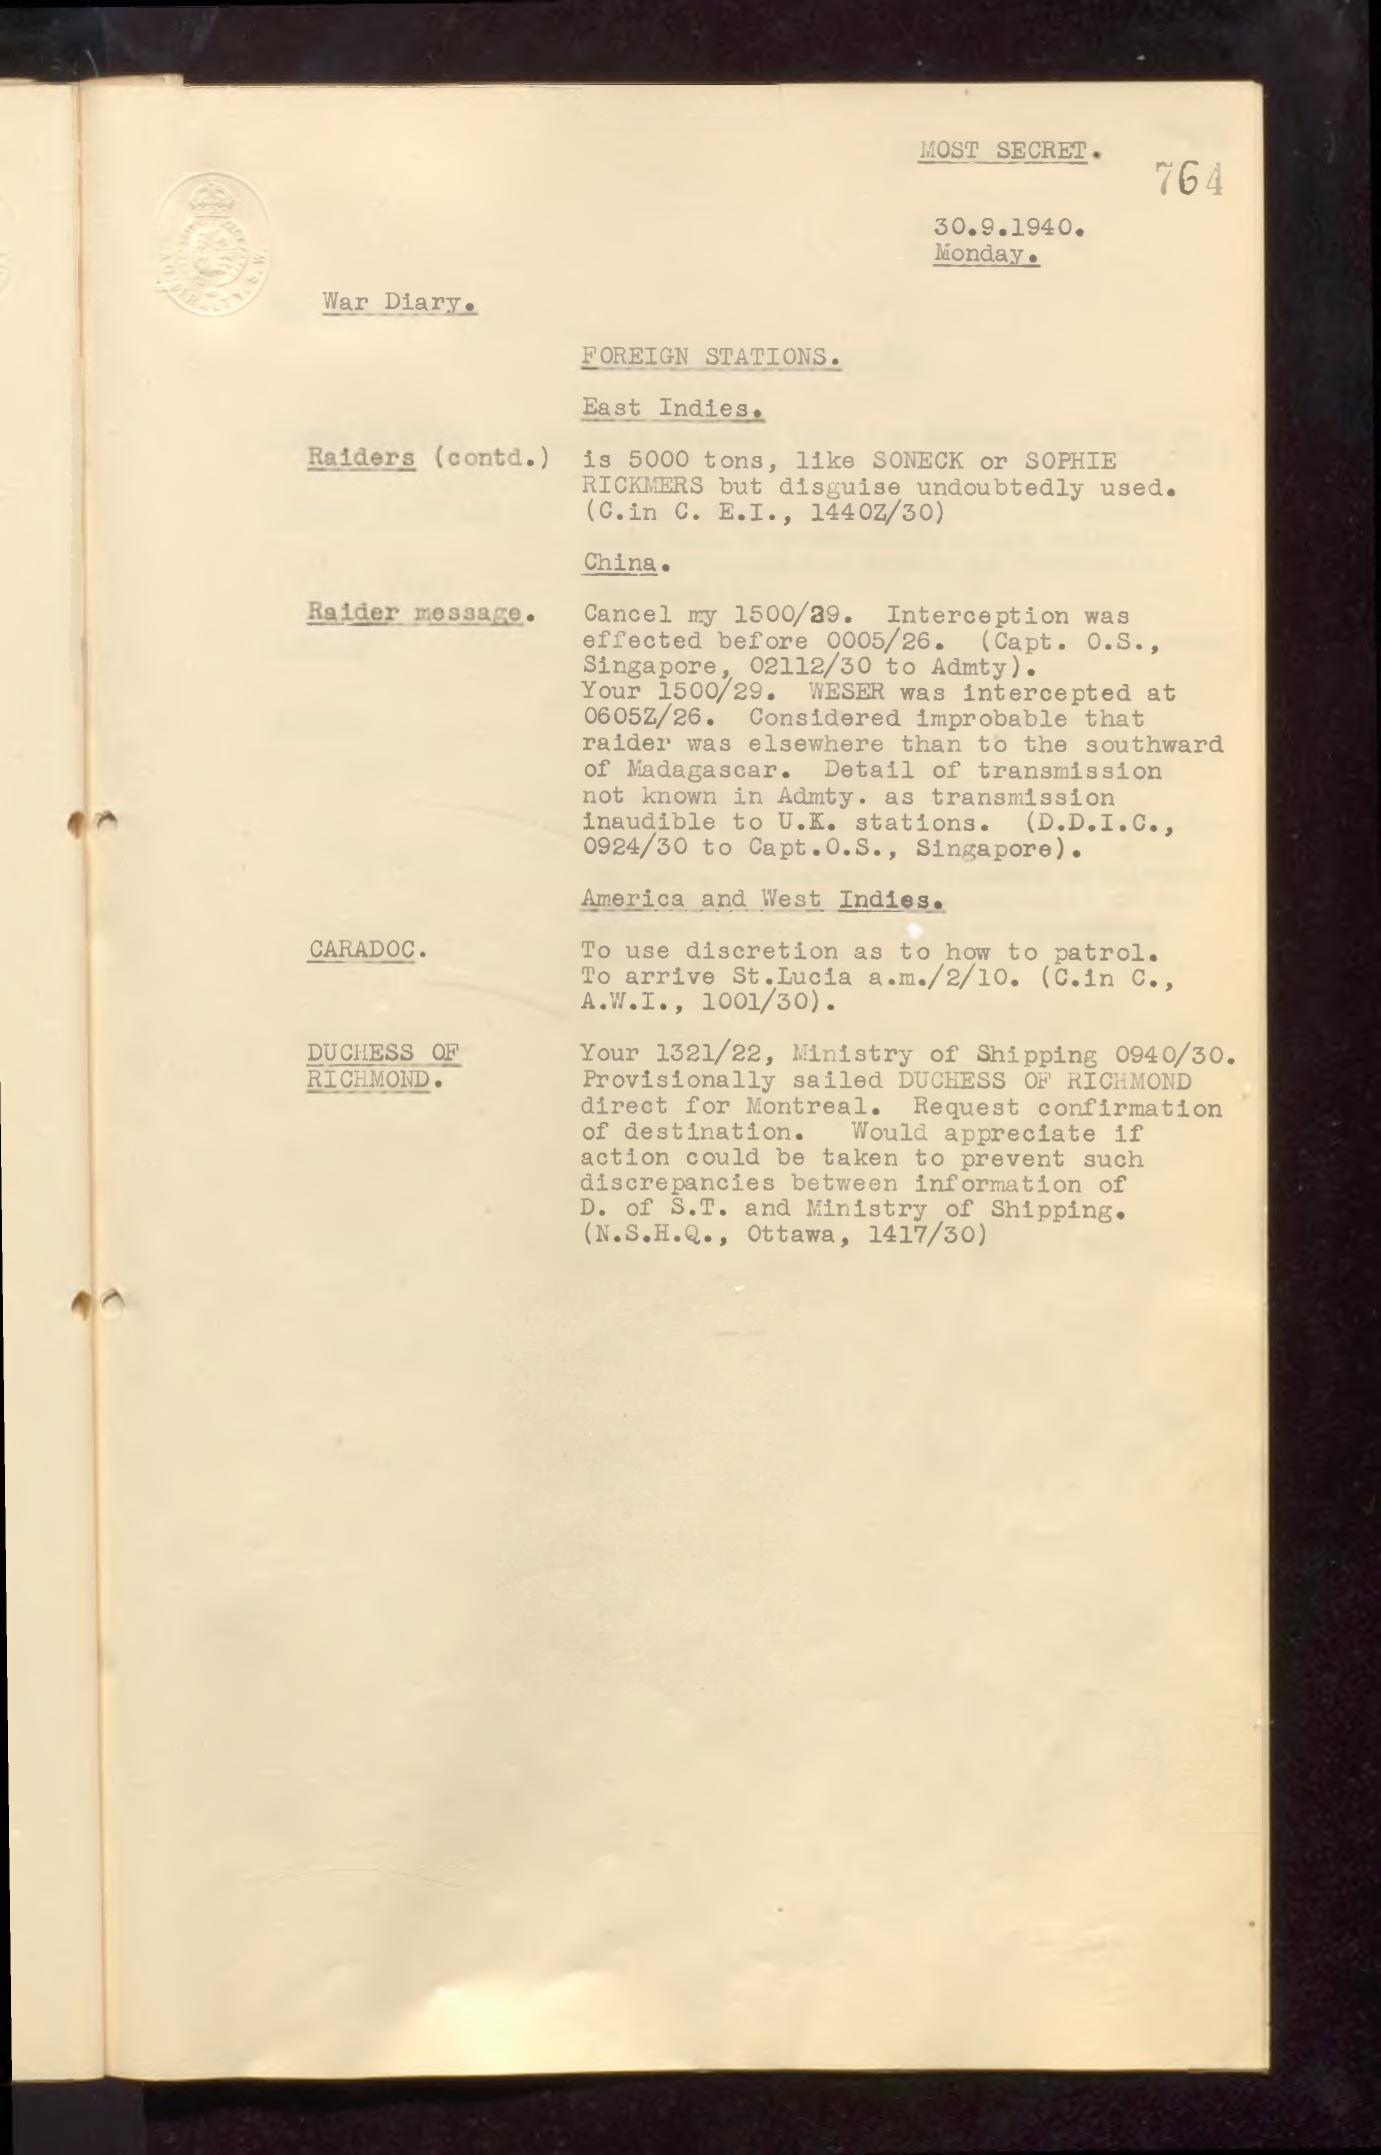 MOST SECRET.
764
30.9.1940.
Monday.
War Diary.
FOREIGN STATIONS.
East Indies.
Raiders (contd.) is 5000 tons, like SONECK or SOPHIE
RICKMERS but disguise undoubtedly used.
(C.in C. E.I., 1440Z/30)
China.
Raider message. Cancel my 1500/29. Interception was
effected before 0005/26. (Capt. O.S.,
Singapore, 02112/30 to Admty).
Your 1500/29. WESER was intercepted at
0605Z/26. Considered improbable that
raider was elsewhere than to the southward
of Madagascar. Detail of transmission
not known in Admty. as transmission
inaudible to U.K. stations. (D.D.I.C.,
0924/30 to Capt.O.S., Singapore).
America and West Indies.
CARADOC. To use discretion as to how to patrol.
To arrive St.Lucia a.m./2/10. (C.in C.,
A.W.I., 1001/30).
DUCHESS OF Your 1321/22, Ministry of Shipping 0940/30.
RICHMOND. Provisionally sailed DUCHESS OF RICHMOND
direct for Montreal. Request confirmation
of destination. Would appreciate if
action could be taken to prevent such
discrepancies between information of
D. of S.T. and Ministry of Shipping.
(N.S.H.Q., Ottawa, 1417/30)